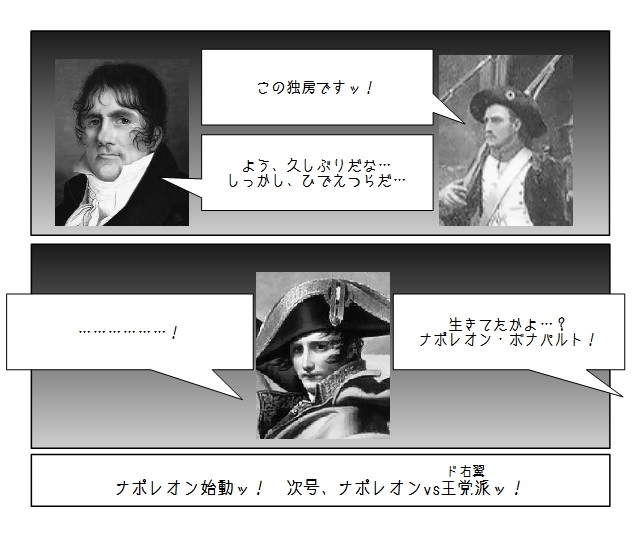 この独房ですッ!
よう、久しぶりだな…
しっかし、ひでえつらだ…
……………!
生きてたかよ…?
ナポレオン・ボナパルト!
ド右翼
ナポレオン始動ッ! 次号、ナポレオンvs王党派ッ!